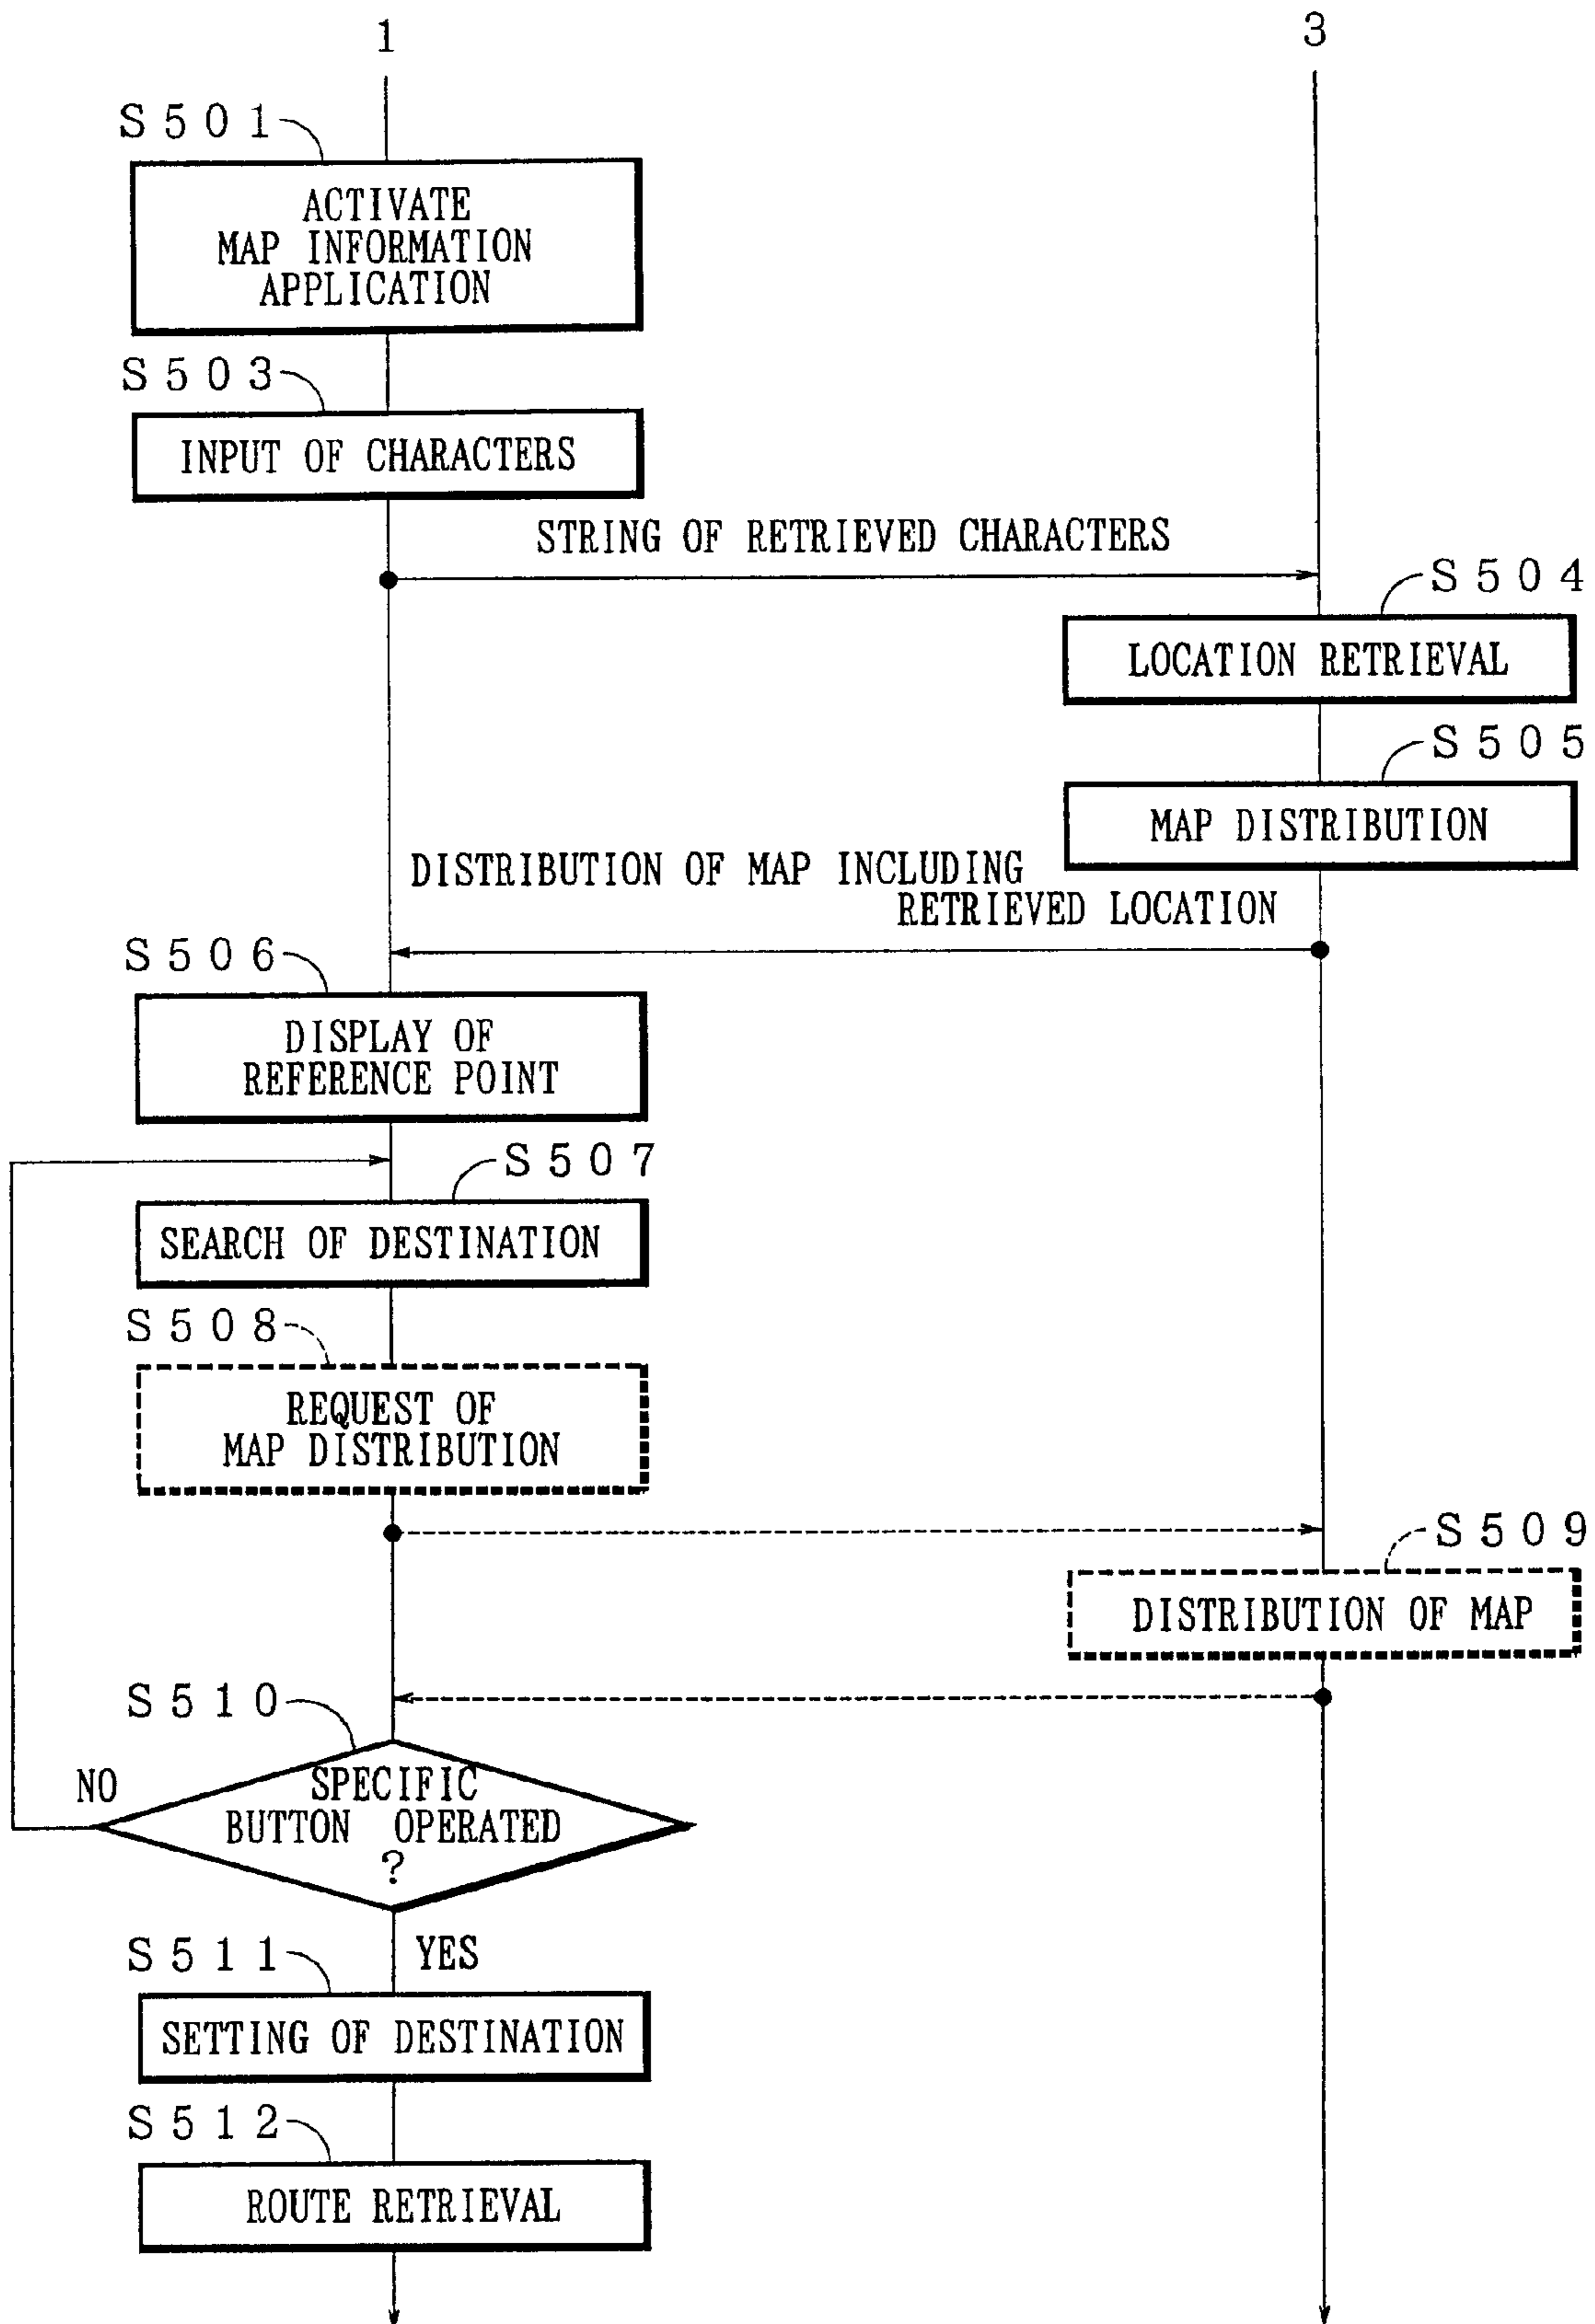 1
3
S501
ACTIVATE
MAP INFORMATION
APPLICATION
S503
INPUT OF CHARACTERS
STRING OF RETRIEVED CHARACTERS
S504
LOCATION RETRIEVAL
S505
MAP DISTRIBUTION
DISTRIBUTION OF MAP INCLUDING
RETRIEVED LOCATION
S506
DISPLAY OF
REFERENCE POINT
S507
SEARCH OF DESTINATION
S508
REQUEST OF
MAP DISTRIBUTION
S509
DISTRIBUTION OF MAP
S510
NO
SPECIFIC
BUTTON OPERATED
?
YES
S511
SETTING OF DESTINATION
S512
ROUTE RETRIEVAL